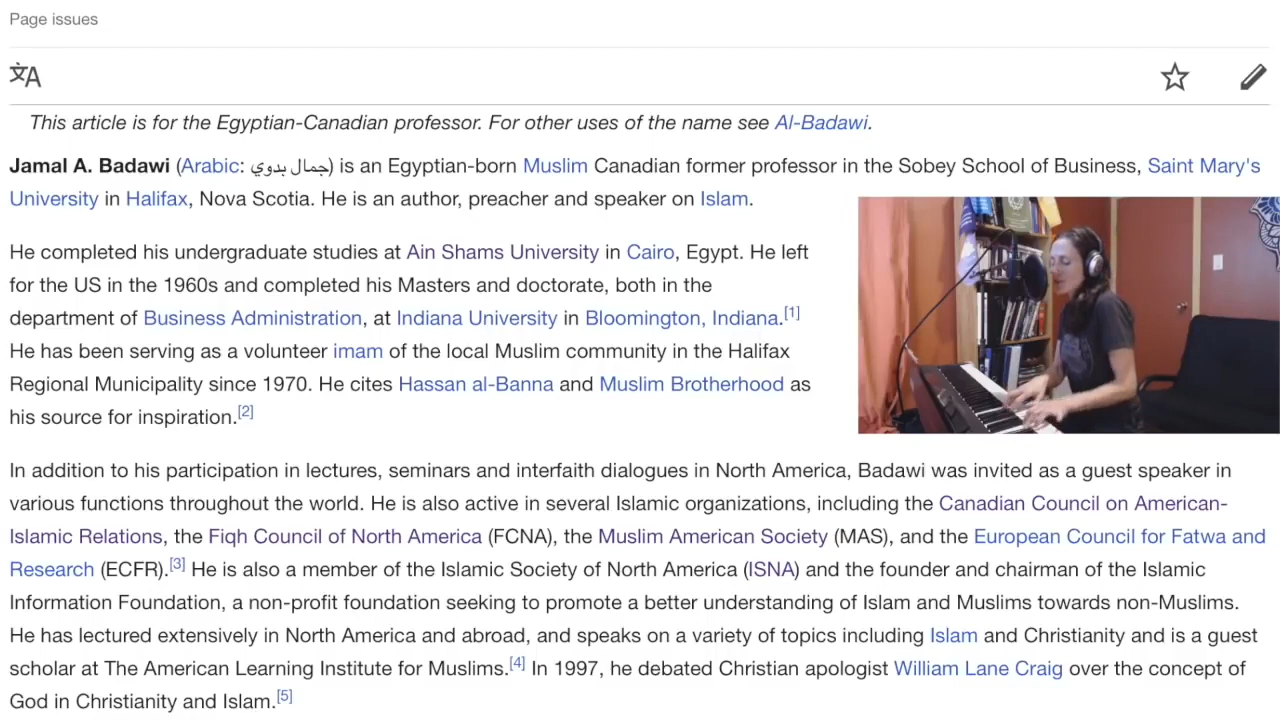 Page issues
文A
This article is for the Egyptian-Canadian professor. For other uses of the name see Al-Badawi.
Jamal A. Badawi (Arabic: جمال بدوي) is an Egyptian-born Muslim Canadian former professor in the Sobey School of Business, Saint Mary's
University in Halifax, Nova Scotia. He is an author, preacher and speaker on Islam.
He completed his undergraduate studies at Ain Shams University in Cairo, Egypt. He left
for the US in the 1960s and completed his Masters and doctorate, both in the
department of Business Administration, at Indiana University in Bloomington, Indiana.[1]
He has been serving as a volunteer imam of the local Muslim community in the Halifax
Regional Municipality since 1970. He cites Hassan al-Banna and Muslim Brotherhood as
his source for inspiration.[2]
In addition to his participation in lectures, seminars and interfaith dialogues in North America, Badawi was invited as a guest speaker in
various functions throughout the world. He is also active in several Islamic organizations, including the Canadian Council on American-
Islamic Relations, the Fiqh Council of North America (FCNA), the Muslim American Society (MAS), and the European Council for Fatwa and
Research (ECFR).[3] He is also a member of the Islamic Society of North America (ISNA) and the founder and chairman of the Islamic
Information Foundation, a non-profit foundation seeking to promote a better understanding of Islam and Muslims towards non-Muslims.
He has lectured extensively in North America and abroad, and speaks on a variety of topics including Islam and Christianity and is a guest
scholar at The American Learning Institute for Muslims.[4] In 1997, he debated Christian apologist William Lane Craig over the concept of
God in Christianity and Islam.[5]